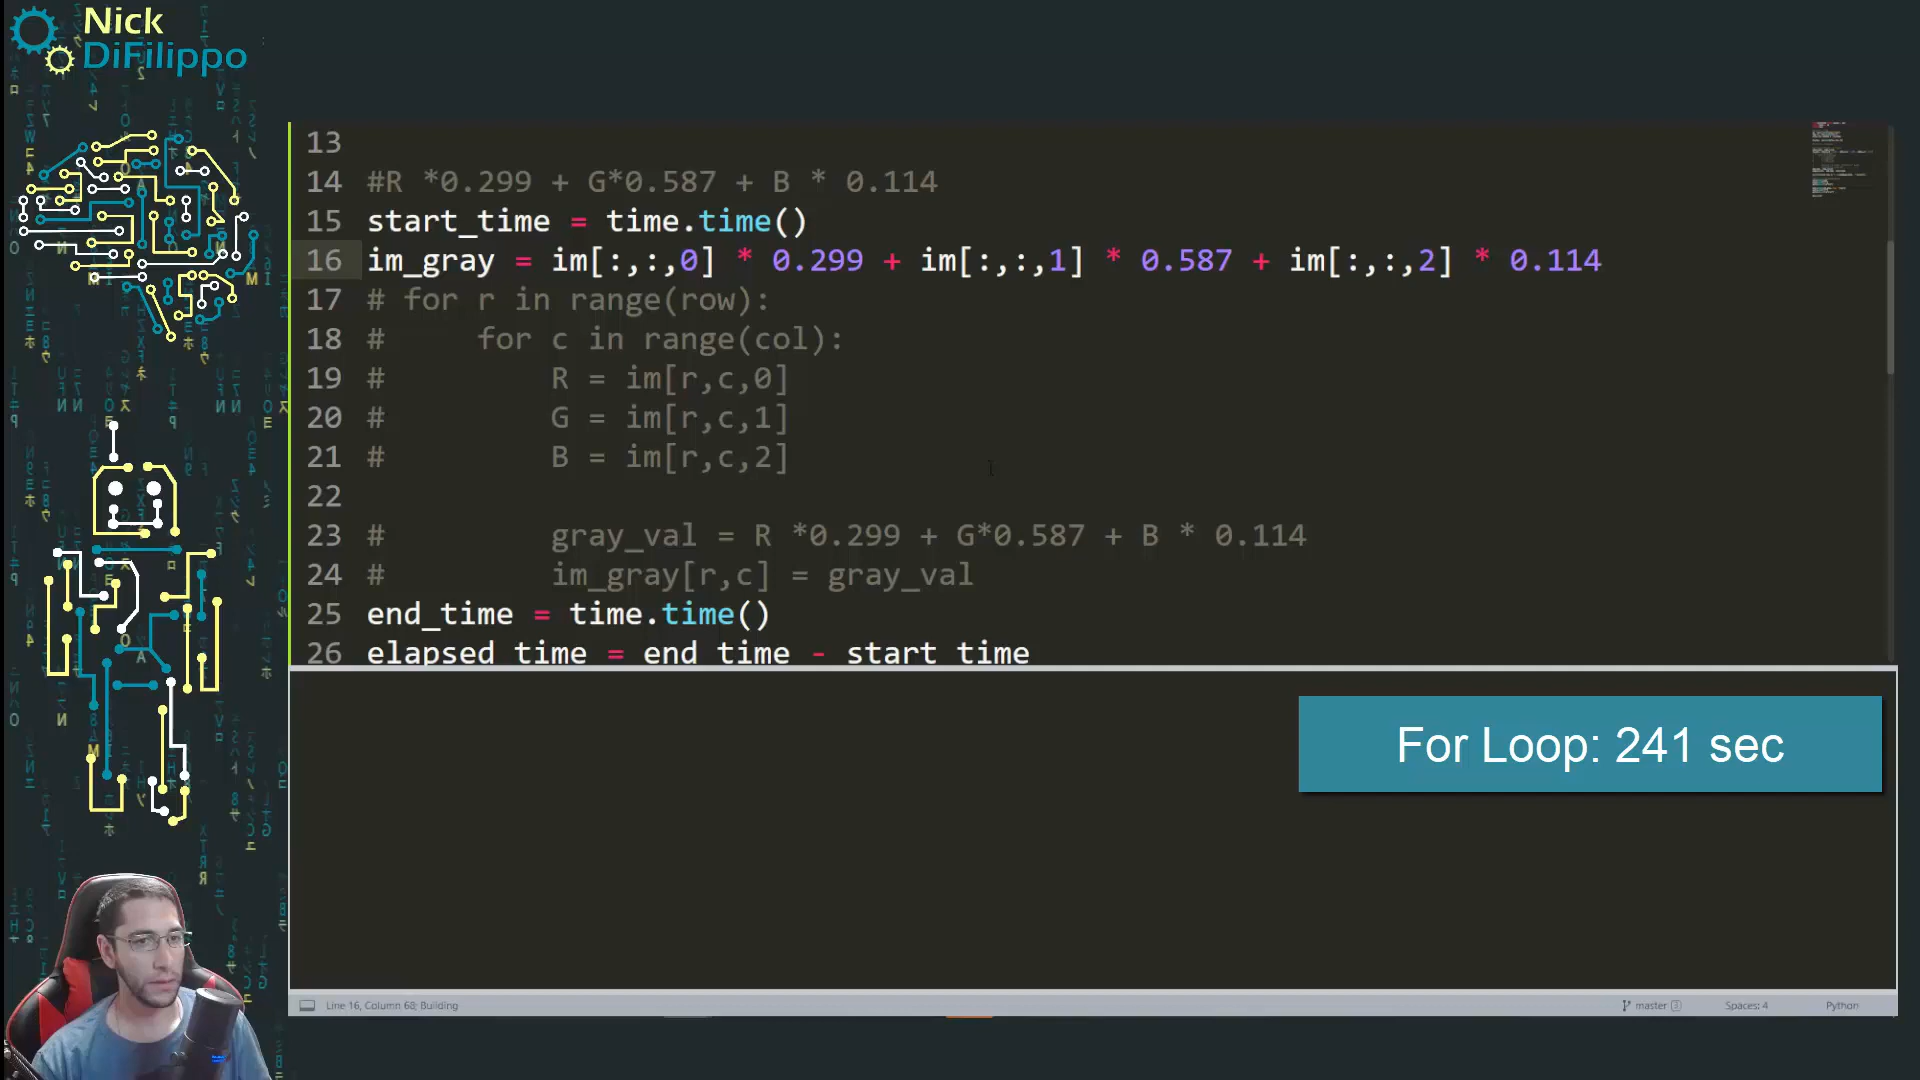 Nick
DiFilippo
13
14 #R *0.299 + G*0.587 + B * 0.114
15 start_time = time.time()
16 im_gray = im[:,:,0] * 0.299 + im[:,:,1] * 0.587 + im[:,:,2] * 0.114
17 # for r in range(row):
18 #     for c in range(col):
19 #         R = im[r,c,0]
20 #         G = im[r,c,1]
21 #         B = im[r,c,2]
22
23 #         gray_val = R *0.299 + G*0.587 + B * 0.114
24 #         im_gray[r,c] = gray_val
25 end_time = time.time()
26 elapsed_time = end_time - start_time
For Loop: 241 sec
Line 16, Column 68; Building
master 3
Spaces: 4
Python